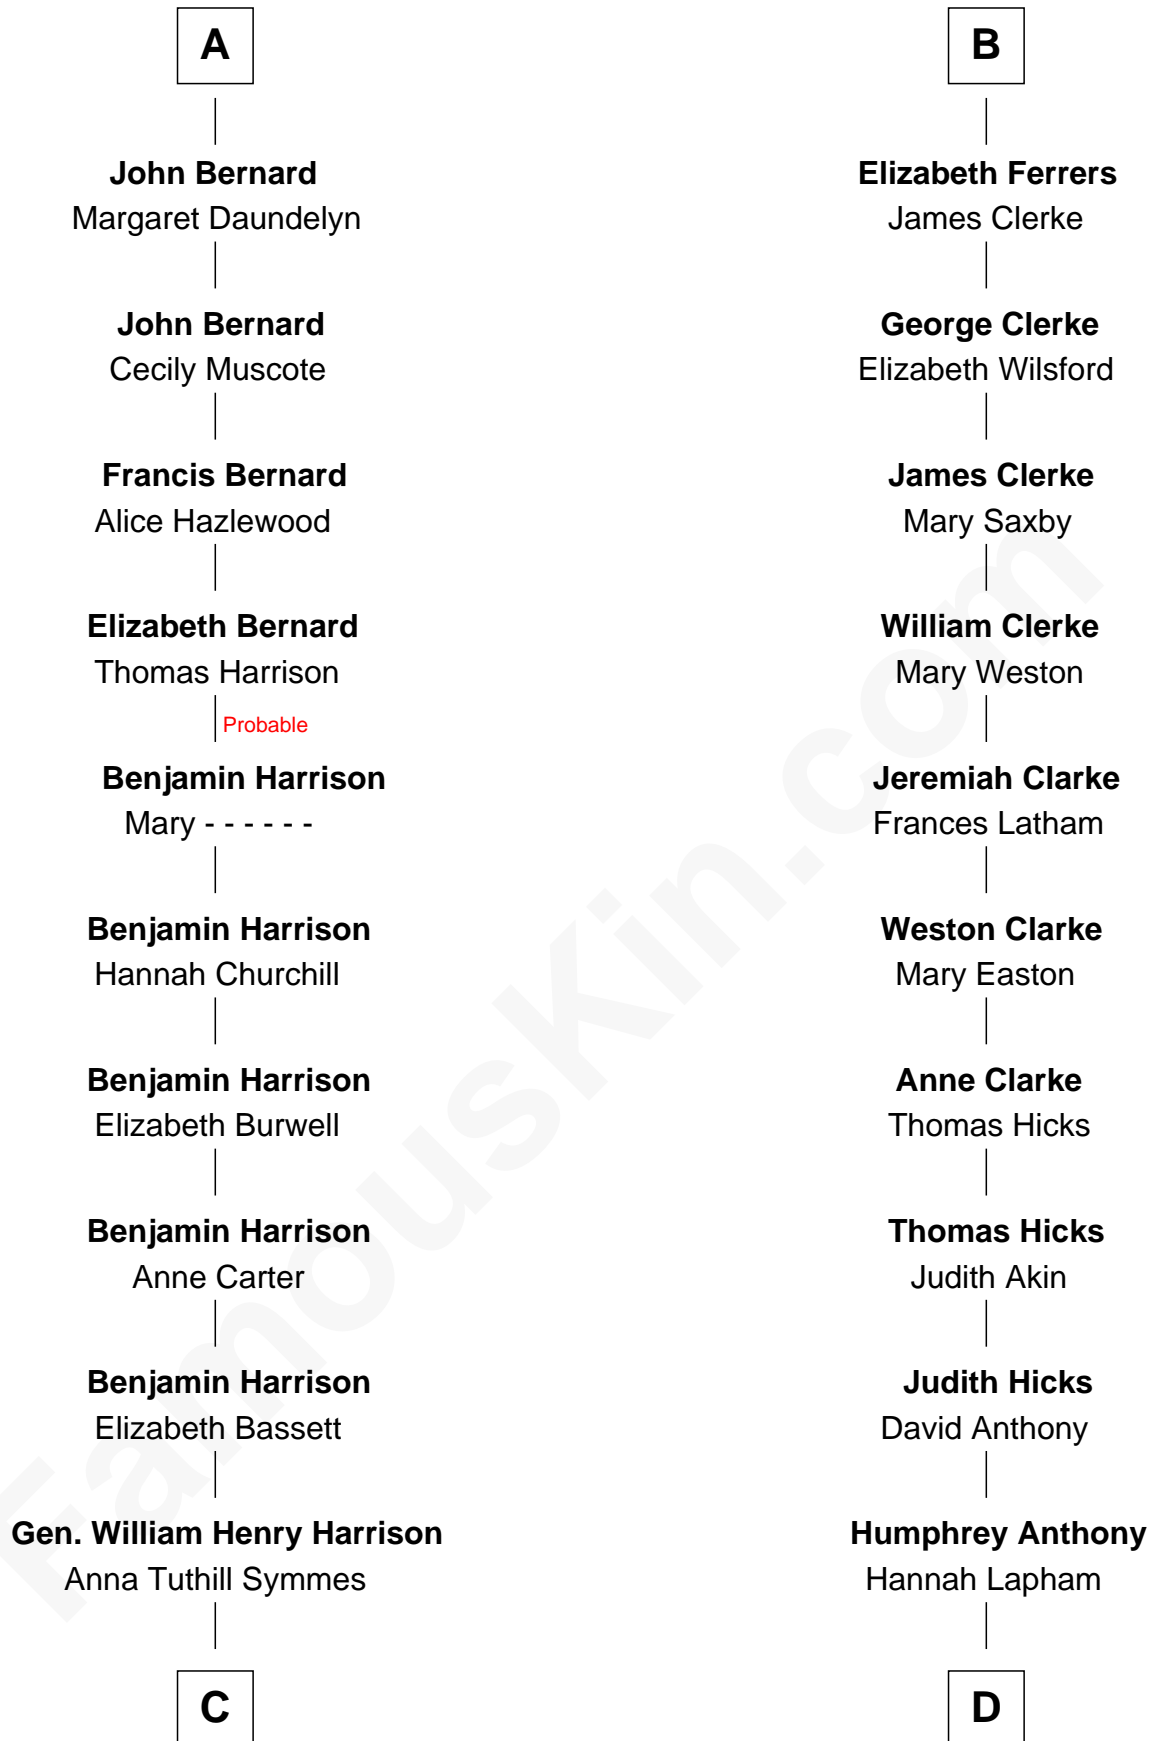 A
John Bernard
Margaret Daundelyn
John Bernard
Cecily Muscote
Francis Bernard
Alice Hazlewood
Elizabeth Bernard
Thomas Harrison
Probable
Benjamin Harrison
Mary - - - - - -
Benjamin Harrison
Hannah Churchill
Benjamin Harrison
Elizabeth Burwell
Benjamin Harrison
Anne Carter
Benjamin Harrison
Elizabeth Bassett
Gen. William Henry Harrison
Anna Tuthill Symmes
C
B
Elizabeth Ferrers
James Clerke
George Clerke
Elizabeth Wilsford
James Clerke
Mary Saxby
William Clerke
Mary Weston
Jeremiah Clarke
Frances Latham
Weston Clarke
Mary Easton
Anne Clarke
Thomas Hicks
Thomas Hicks
Judith Akin
Judith Hicks
David Anthony
Humphrey Anthony
Hannah Lapham
D
FamousKin.com